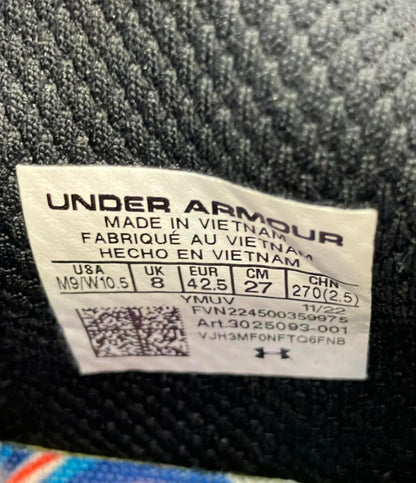 UNDER ARMOUR
MADE IN VIETNAM
FABRIQUÉ AU VIETNAM
HECHO EN VIETNAM
USA UK EUR CM CHN
M9/W10.5 8 42.5 27 270(2.5)
YMUV 11/22
FVN224500359975
Art.3025093-001
VJH3MF0NFTQ6FNB